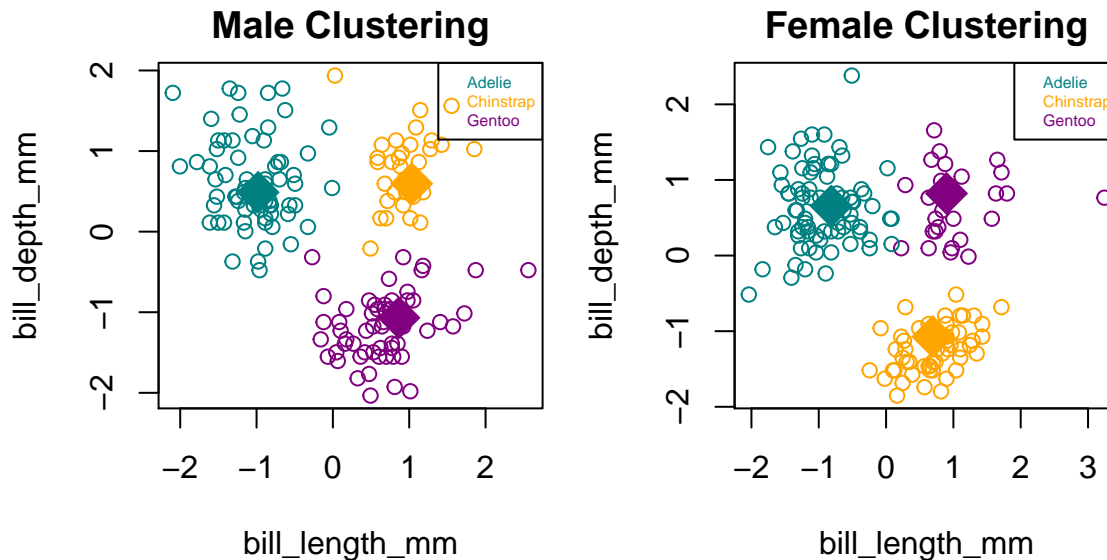 Male Clustering
bill_depth_mm
2
1
0
−1
−2
−2 −1 0 1 2
bill_length_mm
Adelie
Chinstrap
Gentoo
Female Clustering
bill_depth_mm
2
1
0
−1
−2
−2 −1 0 1 2 3
bill_length_mm
Adelie
Chinstrap
Gentoo